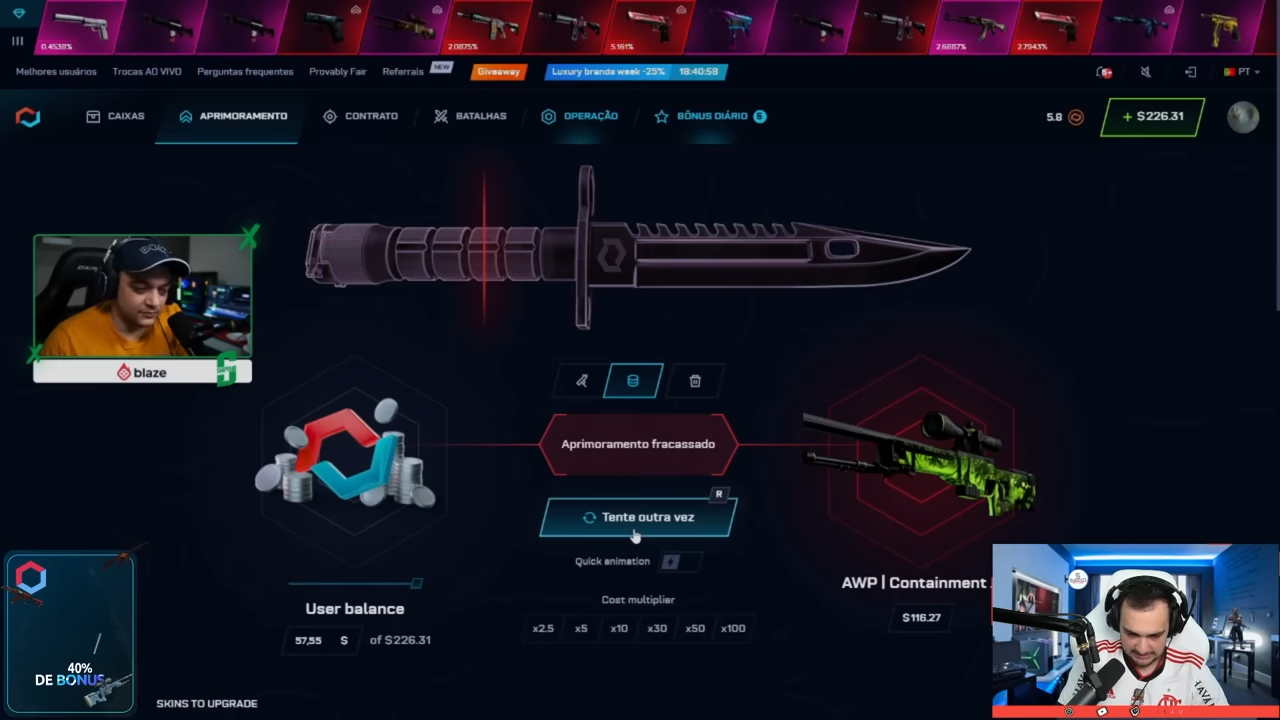 0.4538%
2.0875%
5.161%
2.6887%
2.7943%
Melhores usuários
Trocas AO VIVO
Perguntas frequentes
Provably Fair
Referrals
NEW
Giveaway
Luxury brands week -25% 18:40:58
5+
PT
CAIXAS
APRIMORAMENTO
CONTRATO
BATALHAS
OPERAÇÃO
BÔNUS DIÁRIO 5
5.8
+ $226.31
blaze
Aprimoramento fracassado
R
Tente outra vez
Quick animation
Cost multiplier
x2.5 x5 x10 x30 x50 x100
User balance
57,55 $ of $226.31
AWP | Containment
$116.27
40%
DE BONUS
SKINS TO UPGRADE